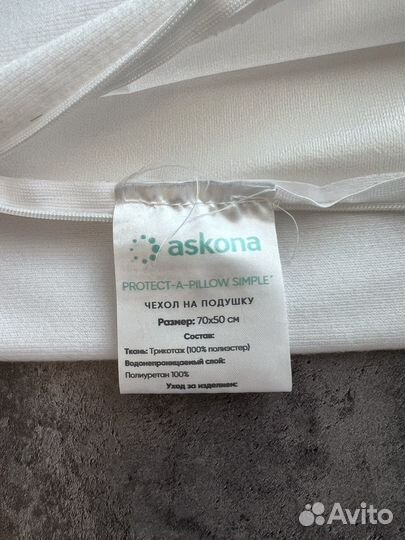 askona
PROTECT-A-PILLOW SIMPLE*
ЧЕХОЛ НА ПОДУШКУ
Размер: 70x50 см
Состав:
Ткань: Трикотаж (100% полиэстер)
Водонепроницаемый слой:
Полиуретан 100%
Уход за изделием:
Avito